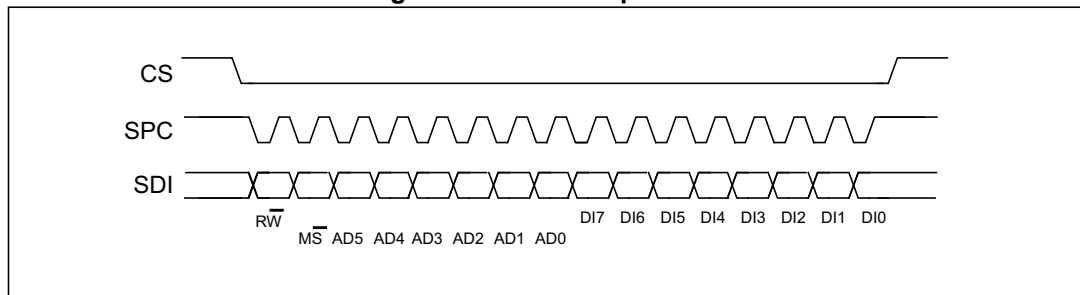 CS
SPC
SDI
RW̅ DI7 DI6 DI5 DI4 DI3 DI2 DI1 DI0
MS̅ AD5 AD4 AD3 AD2 AD1 AD0